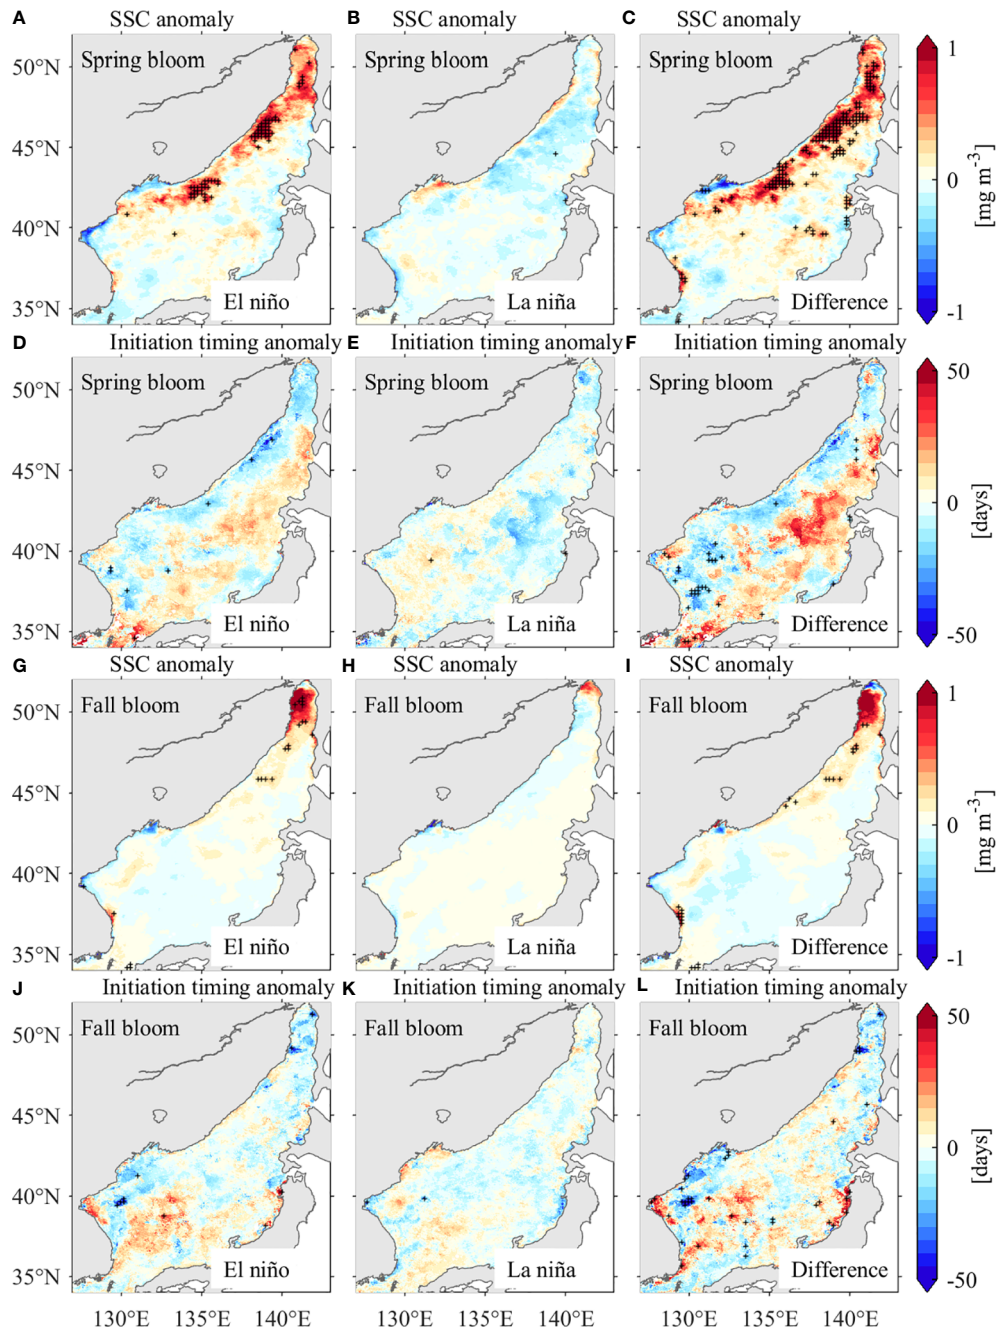 A SSC anomaly B SSC anomaly C SSC anomaly
50°N Spring bloom Spring bloom Spring bloom 1
45°N
40°N 0 [mg m-3]
35°N El niño La niña Difference -1
D Initiation timing anomaly E Initiation timing anomaly F Initiation timing anomaly
50°N Spring bloom Spring bloom Spring bloom 50
45°N
40°N 0 [days]
35°N El niño La niña Difference -50
G SSC anomaly H SSC anomaly I SSC anomaly
50°N Fall bloom Fall bloom Fall bloom 1
45°N
40°N 0 [mg m-3]
35°N El niño La niña Difference -1
J Initiation timing anomaly K Initiation timing anomaly L Initiation timing anomaly
50°N Fall bloom Fall bloom Fall bloom 50
45°N
40°N 0 [days]
35°N El niño La niña Difference -50
130°E 135°E 140°E 130°E 135°E 140°E 130°E 135°E 140°E